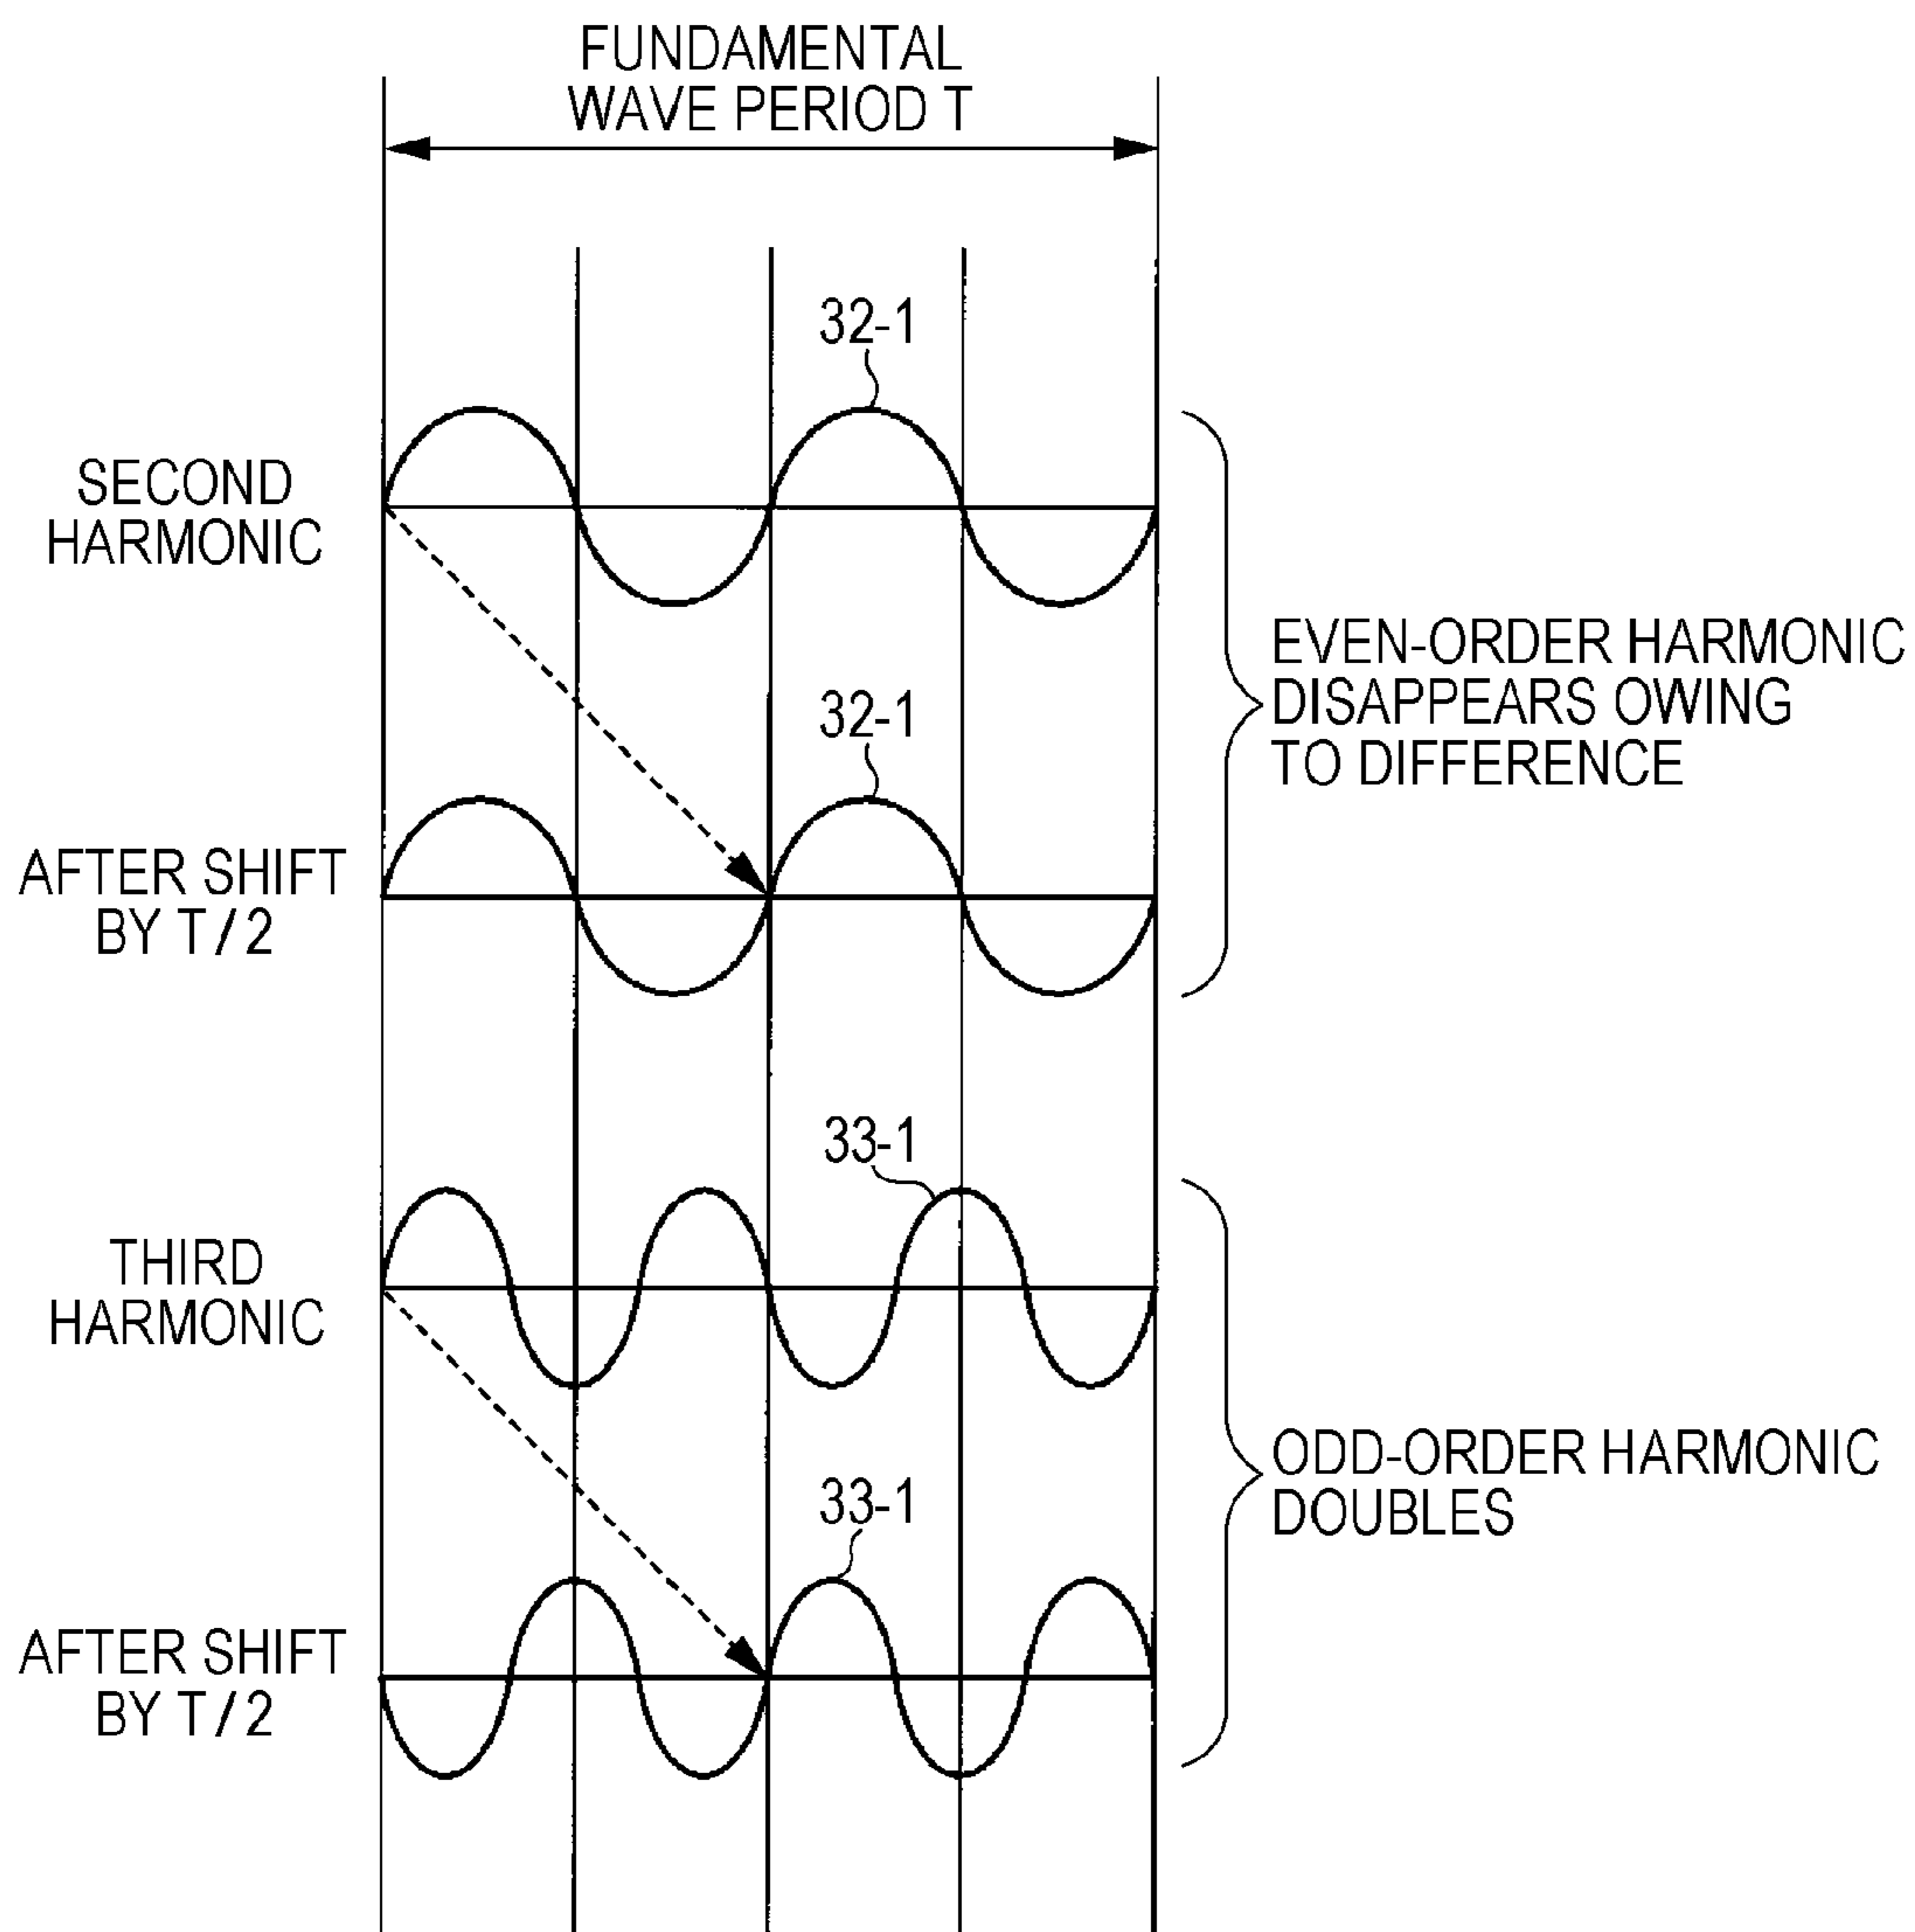 FUNDAMENTAL
WAVE PERIOD T
32-1
SECOND
HARMONIC
EVEN-ORDER HARMONIC
DISAPPEARS OWING
TO DIFFERENCE
32-1
AFTER SHIFT
BY T/2
33-1
THIRD
HARMONIC
ODD-ORDER HARMONIC
DOUBLES
33-1
AFTER SHIFT
BY T/2